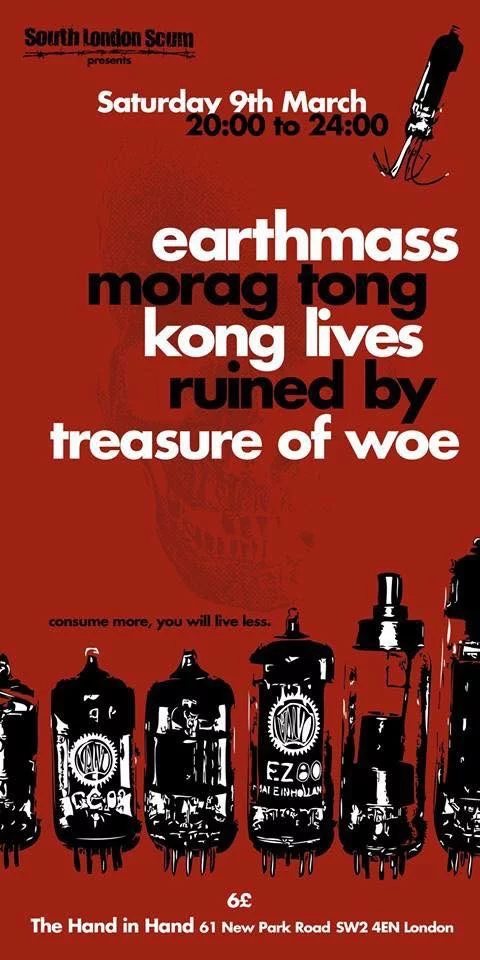 South London Scum
presents
Saturday 9th March
20:00 to 24:00
earthmass
morag tong
kong lives
ruined by
treasure of woe
consume more, you will live less.
EZ80
6£
The Hand in Hand 61 New Park Road SW2 4EN London